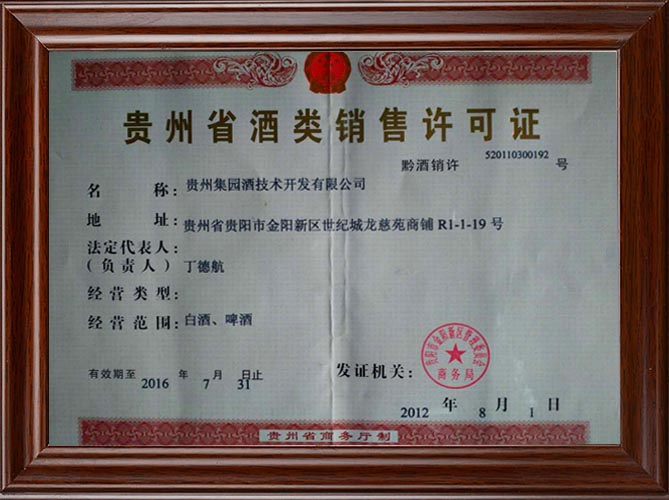 贵州省酒类销售许可证
黔酒销许 520110300192 号
名 称: 贵州集园酒技术开发有限公司
地 址: 贵州省贵阳市金阳新区世纪城龙慈苑商铺 R1-1-19 号
法定代表人:
(负责人) 丁德航
经营类型:
经营范围: 白酒、啤酒
有效期至 2016 年 7 月 31 日止
发证机关:
商务局
2012 年 8 月 1 日
贵州省商务厅制